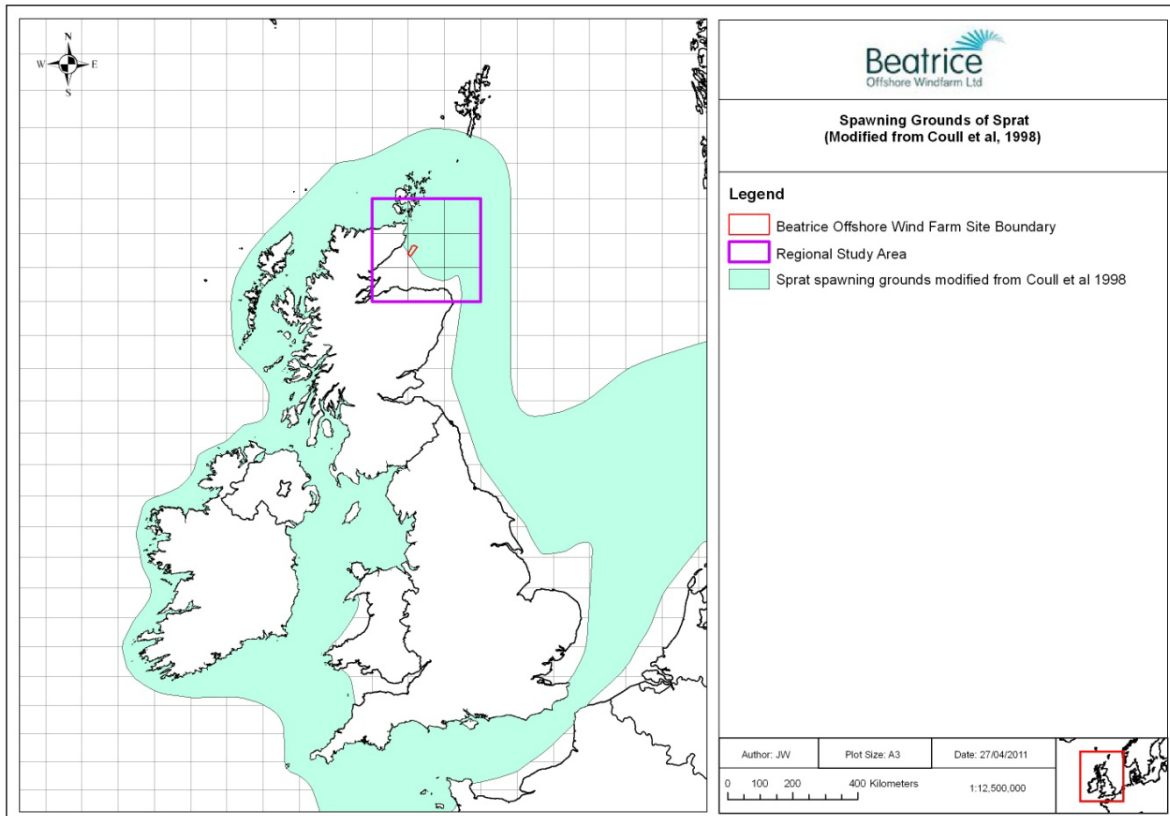 N
W E
S
Beatrice
Offshore Windfarm Ltd
Spawning Grounds of Sprat
(Modified from Coull et al, 1998)
Legend
Beatrice Offshore Wind Farm Site Boundary
Regional Study Area
Sprat spawning grounds modified from Coull et al 1998
Author: JW Plot Size: A3 Date: 27/04/2011
0 100 200 400 Kilometers
1:12,500,000